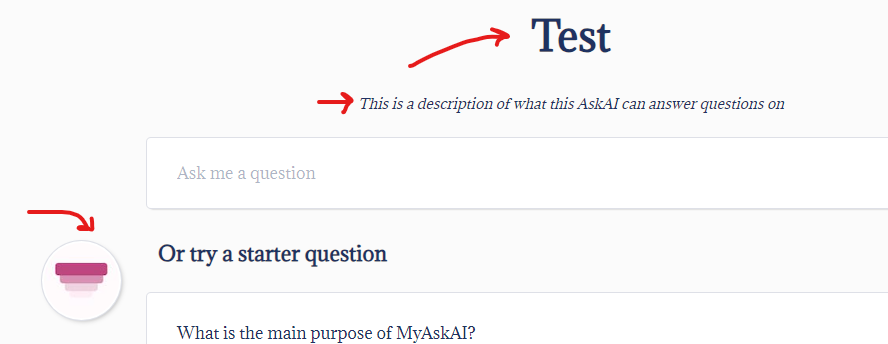 Test
This is a description of what this AskAI can answer questions on
Ask me a question
Or try a starter question
What is the main purpose of MyAskAI?